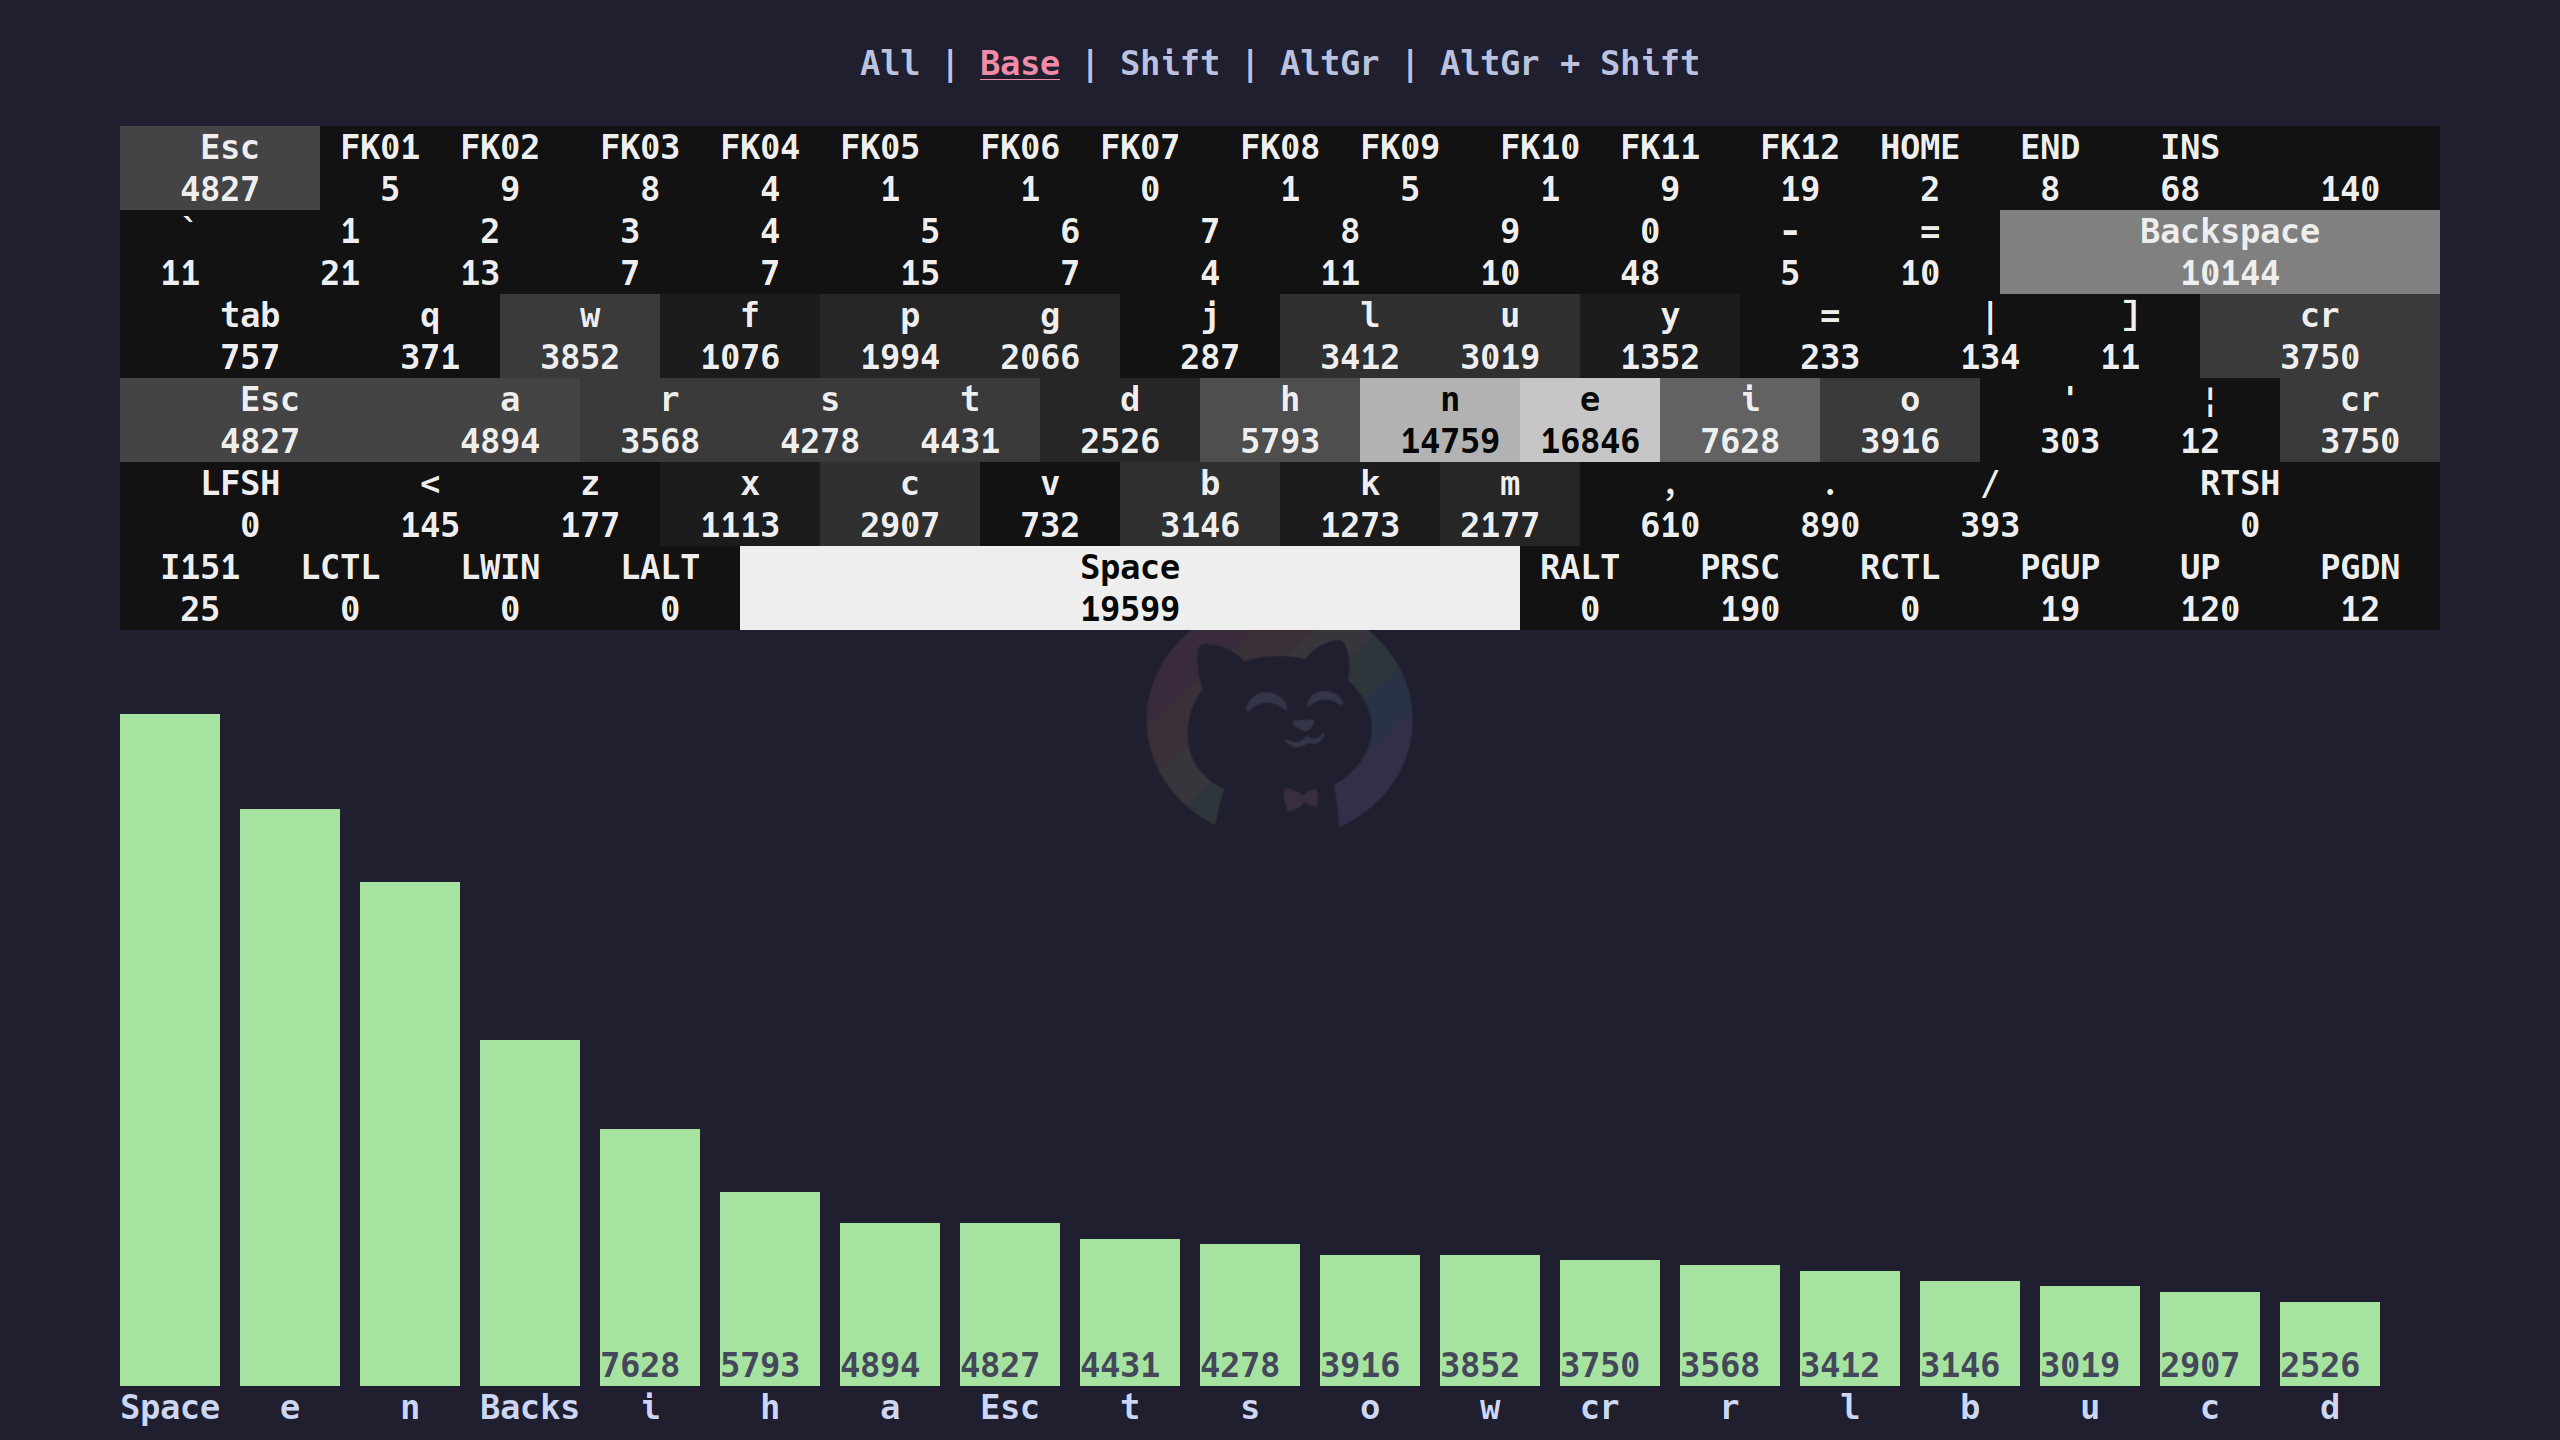 All | Base | Shift | AltGr | AltGr + Shift
Esc FK01 FK02 FK03 FK04 FK05 FK06 FK07 FK08 FK09 FK10 FK11 FK12 HOME END INS
4827 5 9 8 4 1 1 0 1 5 1 9 19 2 8 68 140
` 1 2 3 4 5 6 7 8 9 0 - = Backspace
11 21 13 7 7 15 7 4 11 10 48 5 10 10144
tab q w f p g j l u y = | ] cr
757 371 3852 1076 1994 2066 287 3412 3019 1352 233 134 11 3750
Esc a r s t d h n e i o ' ¦ cr
4827 4894 3568 4278 4431 2526 5793 14759 16846 7628 3916 303 12 3750
LFSH < z x c v b k m , . / RTSH
0 145 177 1113 2907 732 3146 1273 2177 610 890 393 0
I151 LCTL LWIN LALT Space RALT PRSC RCTL PGUP UP PGDN
25 0 0 0 19599 0 190 0 19 120 12
7628 5793 4894 4827 4431 4278 3916 3852 3750 3568 3412 3146 3019 2907 2526
Space e n Backs i h a Esc t s o w cr r l b u c d